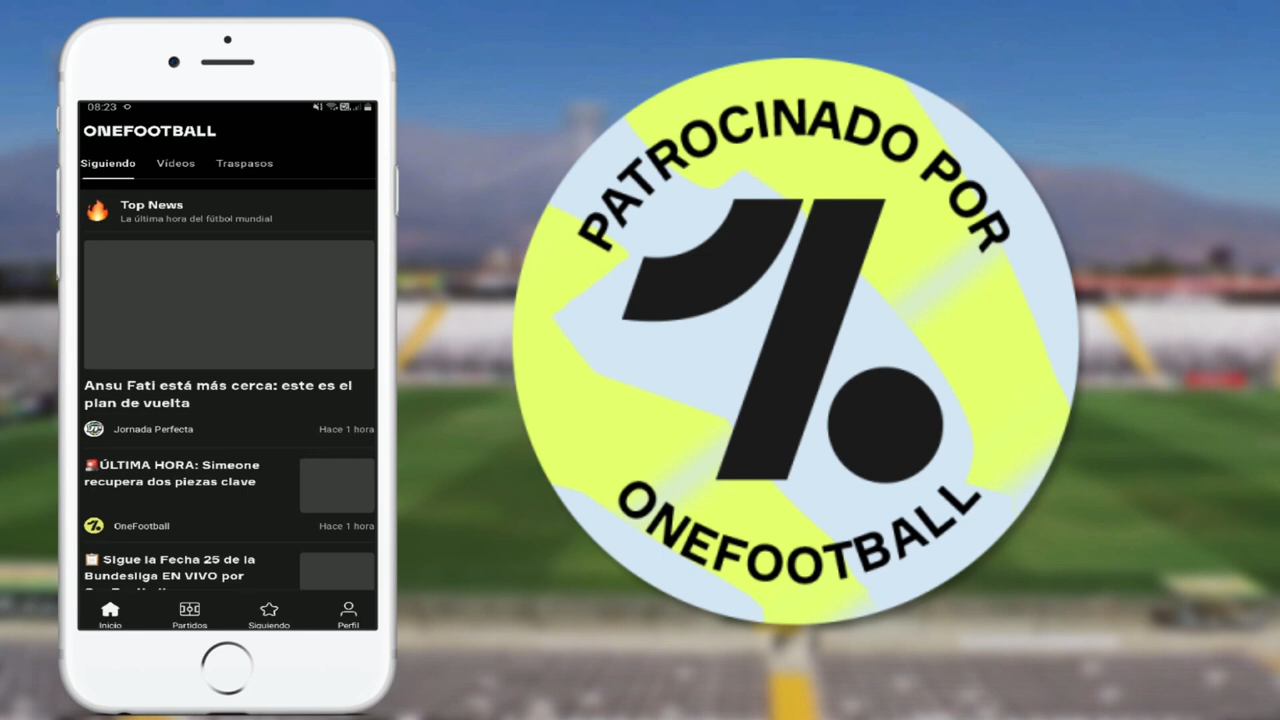 08:23
ONEFOOTBALL
Siguiendo Vídeos Traspasos
Top News
La última hora del fútbol mundial
Ansu Fati está más cerca: este es el
plan de vuelta
Jornada Perfecta Hace 1 hora
ÚLTIMA HORA: Simeone
recupera dos piezas clave
OneFootball Hace 1 hora
Sigue la Fecha 25 de la
Bundesliga EN VIVO por
Inicio Partidos Siguiendo Perfil
PATROCINADO POR
ONEFOOTBALL